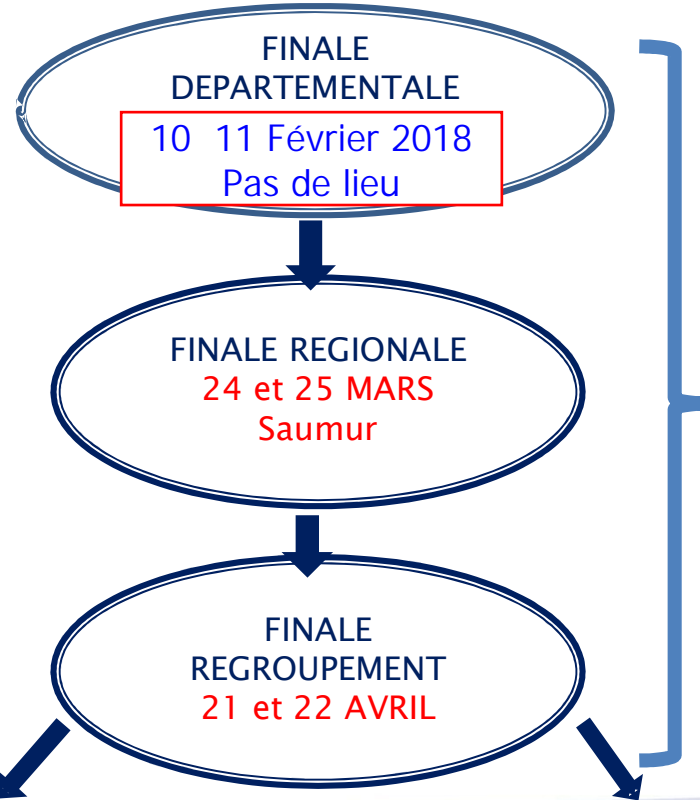 FINALE
DEPARTEMENTALE
10  11 Février 2018
Pas de lieu
FINALE REGIONALE
24 et 25 MARS
Saumur
FINALE
REGROUPEMENT
21 et 22 AVRIL